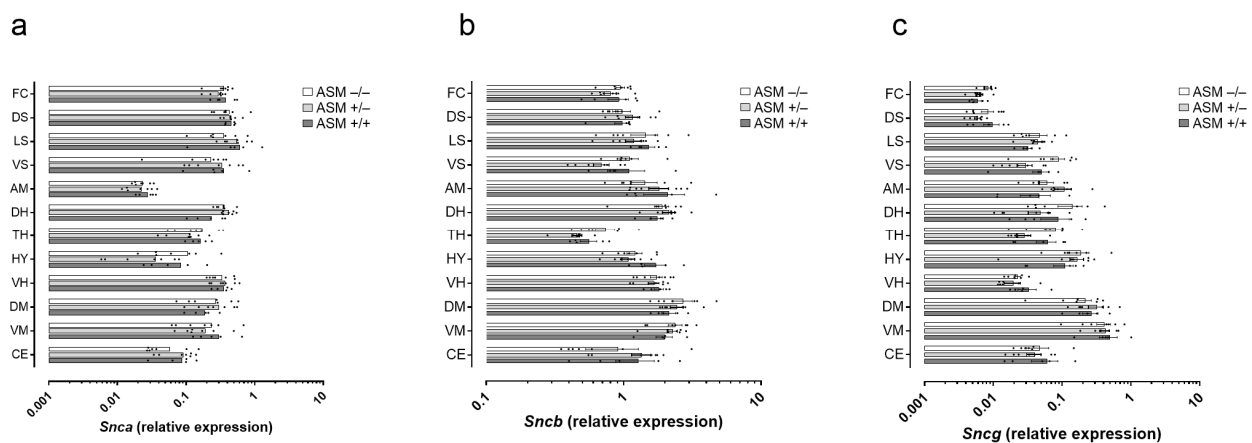 a
FC
DS
LS
VS
AM
DH
TH
HY
VH
DM
VM
CE
ASM –/–
ASM +/–
ASM +/+
0.001
0.01
0.1
1
10
Snca (relative expression)
b
FC
DS
LS
VS
AM
DH
TH
HY
VH
DM
VM
CE
ASM –/–
ASM +/–
ASM +/+
0.1
1
10
Sncb (relative expression)
c
FC
DS
LS
VS
AM
DH
TH
HY
VH
DM
VM
CE
ASM –/–
ASM +/–
ASM +/+
0.001
0.01
0.1
1
10
Sncg (relative expression)